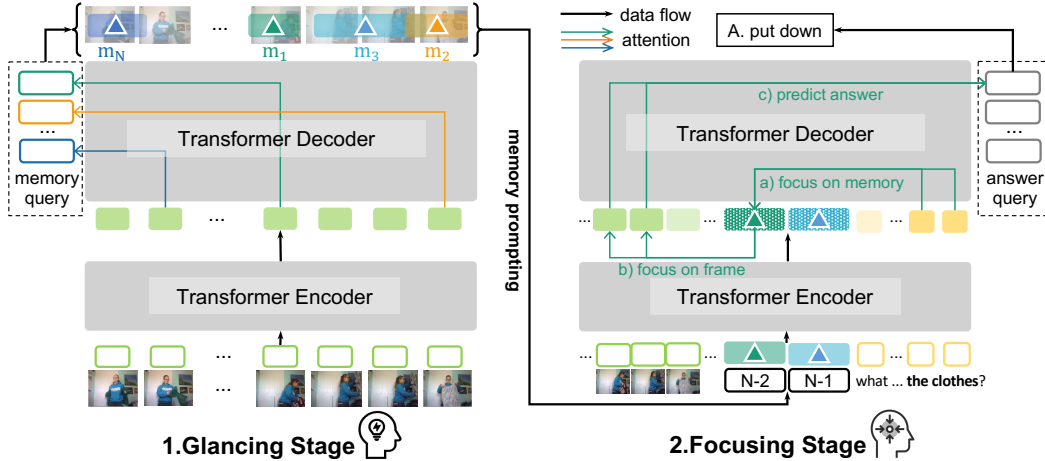 m_N ... m_1 m_3 m_2
data flow
attention
A. put down
Transformer Decoder
...
memory query
...
Transformer Encoder
...
...
1.Glancing Stage
memory prompting
c) predict answer
Transformer Decoder
a) focus on memory
...
answer query
... ... ...
b) focus on frame
Transformer Encoder
... ... ...
N-2 N-1 what ... the clothes?
2.Focusing Stage